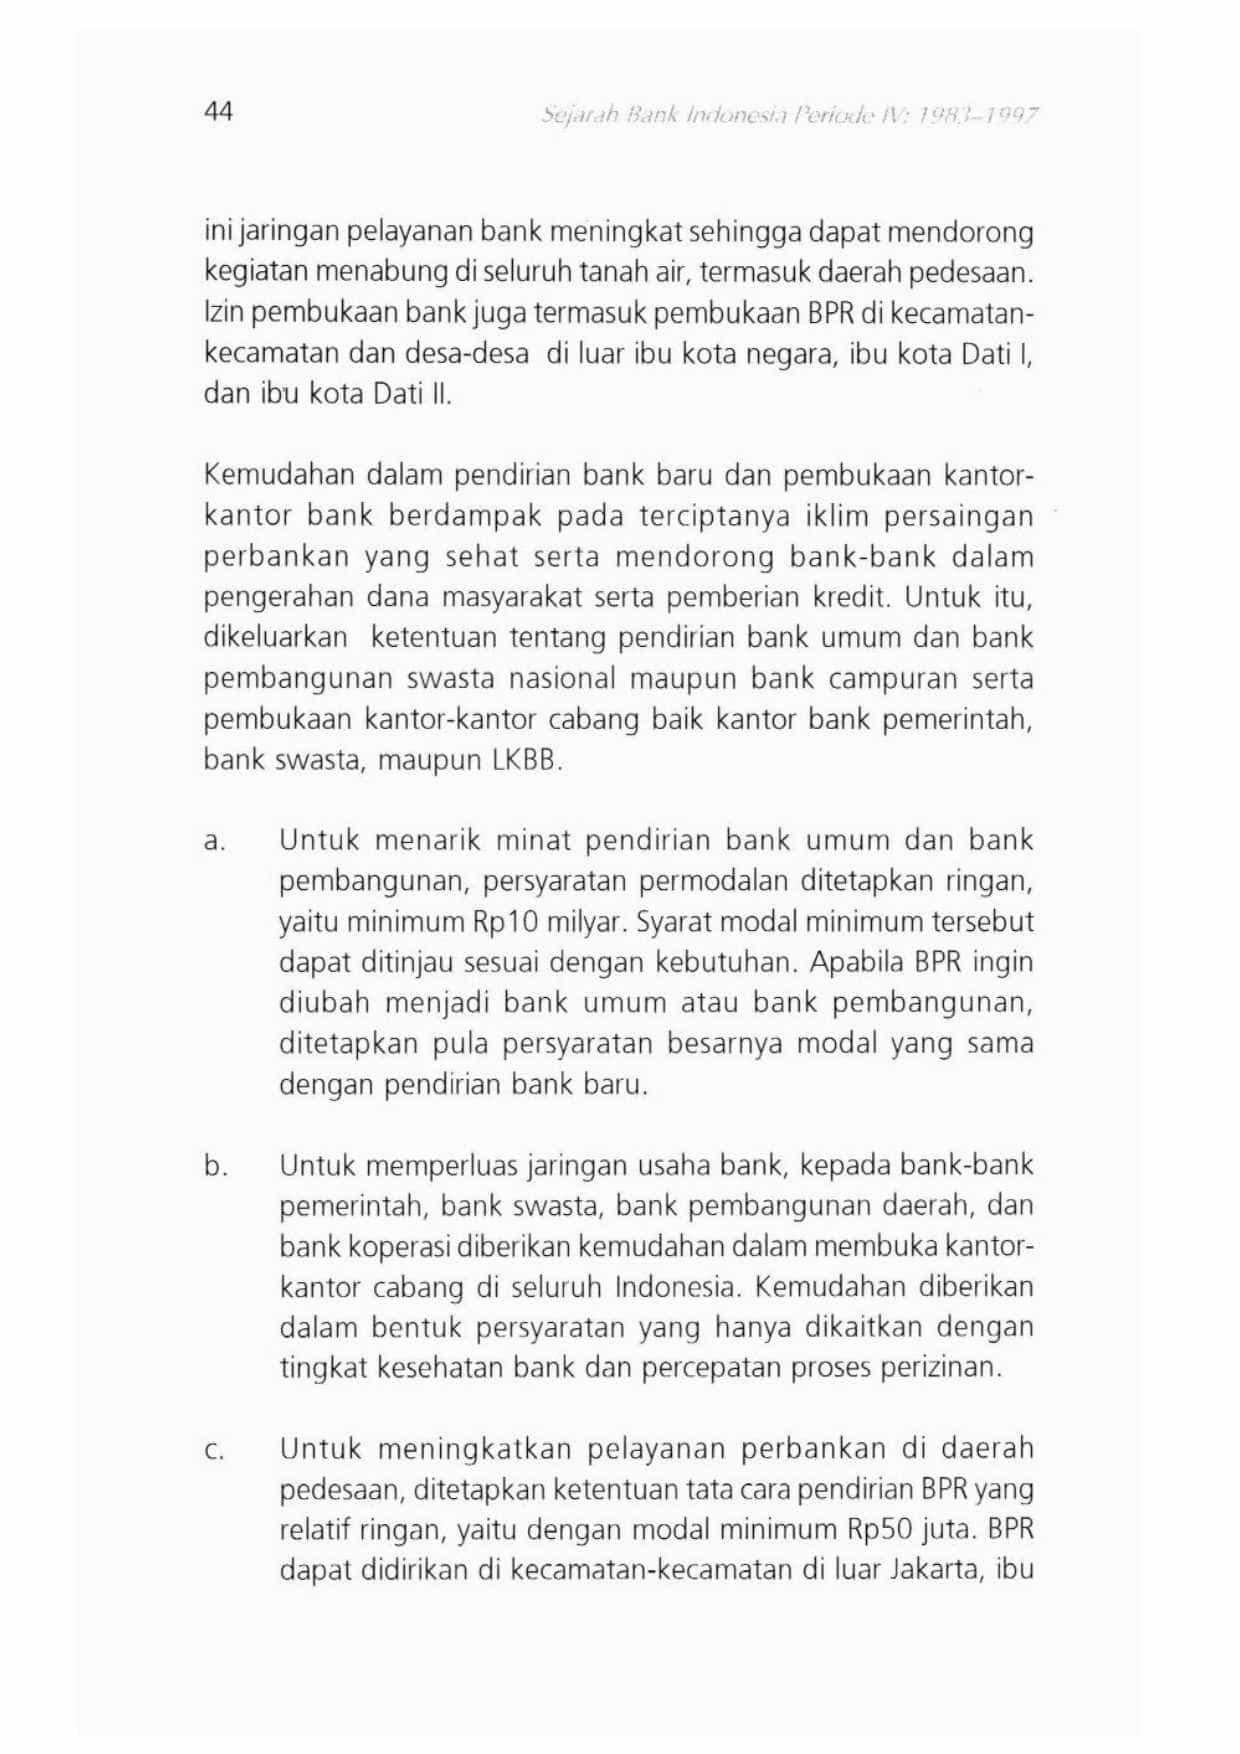 44
Sejarah Bank Indonesia Periode IV: 1983–1997
ini jaringan pelayanan bank meningkat sehingga dapat mendorong
kegiatan menabung di seluruh tanah air, termasuk daerah pedesaan.
Izin pembukaan bank juga termasuk pembukaan BPR di kecamatan-
kecamatan dan desa-desa di luar ibu kota negara, ibu kota Dati I,
dan ibu kota Dati II.
Kemudahan dalam pendirian bank baru dan pembukaan kantor-
kantor bank berdampak pada terciptanya iklim persaingan
perbankan yang sehat serta mendorong bank-bank dalam
pengerahan dana masyarakat serta pemberian kredit. Untuk itu,
dikeluarkan ketentuan tentang pendirian bank umum dan bank
pembangunan swasta nasional maupun bank campuran serta
pembukaan kantor-kantor cabang baik kantor bank pemerintah,
bank swasta, maupun LKBB.
a. Untuk menarik minat pendirian bank umum dan bank
pembangunan, persyaratan permodalan ditetapkan ringan,
yaitu minimum Rp10 milyar. Syarat modal minimum tersebut
dapat ditinjau sesuai dengan kebutuhan. Apabila BPR ingin
diubah menjadi bank umum atau bank pembangunan,
ditetapkan pula persyaratan besarnya modal yang sama
dengan pendirian bank baru.
b. Untuk memperluas jaringan usaha bank, kepada bank-bank
pemerintah, bank swasta, bank pembangunan daerah, dan
bank koperasi diberikan kemudahan dalam membuka kantor-
kantor cabang di seluruh Indonesia. Kemudahan diberikan
dalam bentuk persyaratan yang hanya dikaitkan dengan
tingkat kesehatan bank dan percepatan proses perizinan.
c. Untuk meningkatkan pelayanan perbankan di daerah
pedesaan, ditetapkan ketentuan tata cara pendirian BPR yang
relatif ringan, yaitu dengan modal minimum Rp50 juta. BPR
dapat didirikan di kecamatan-kecamatan di luar Jakarta, ibu